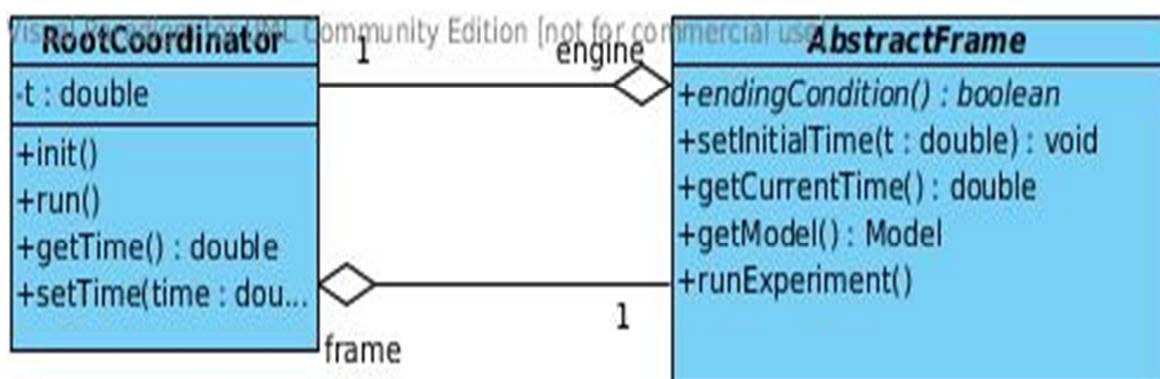 Visual Paradigm for UML Community Edition [not for commercial use]
RootCoordinator
-t : double
+init()
+run()
+getTime() : double
+setTime(time : dou...
1
engine
frame
1
AbstractFrame
+endingCondition() : boolean
+setInitialTime(t : double) : void
+getCurrentTime() : double
+getModel() : Model
+runExperiment()